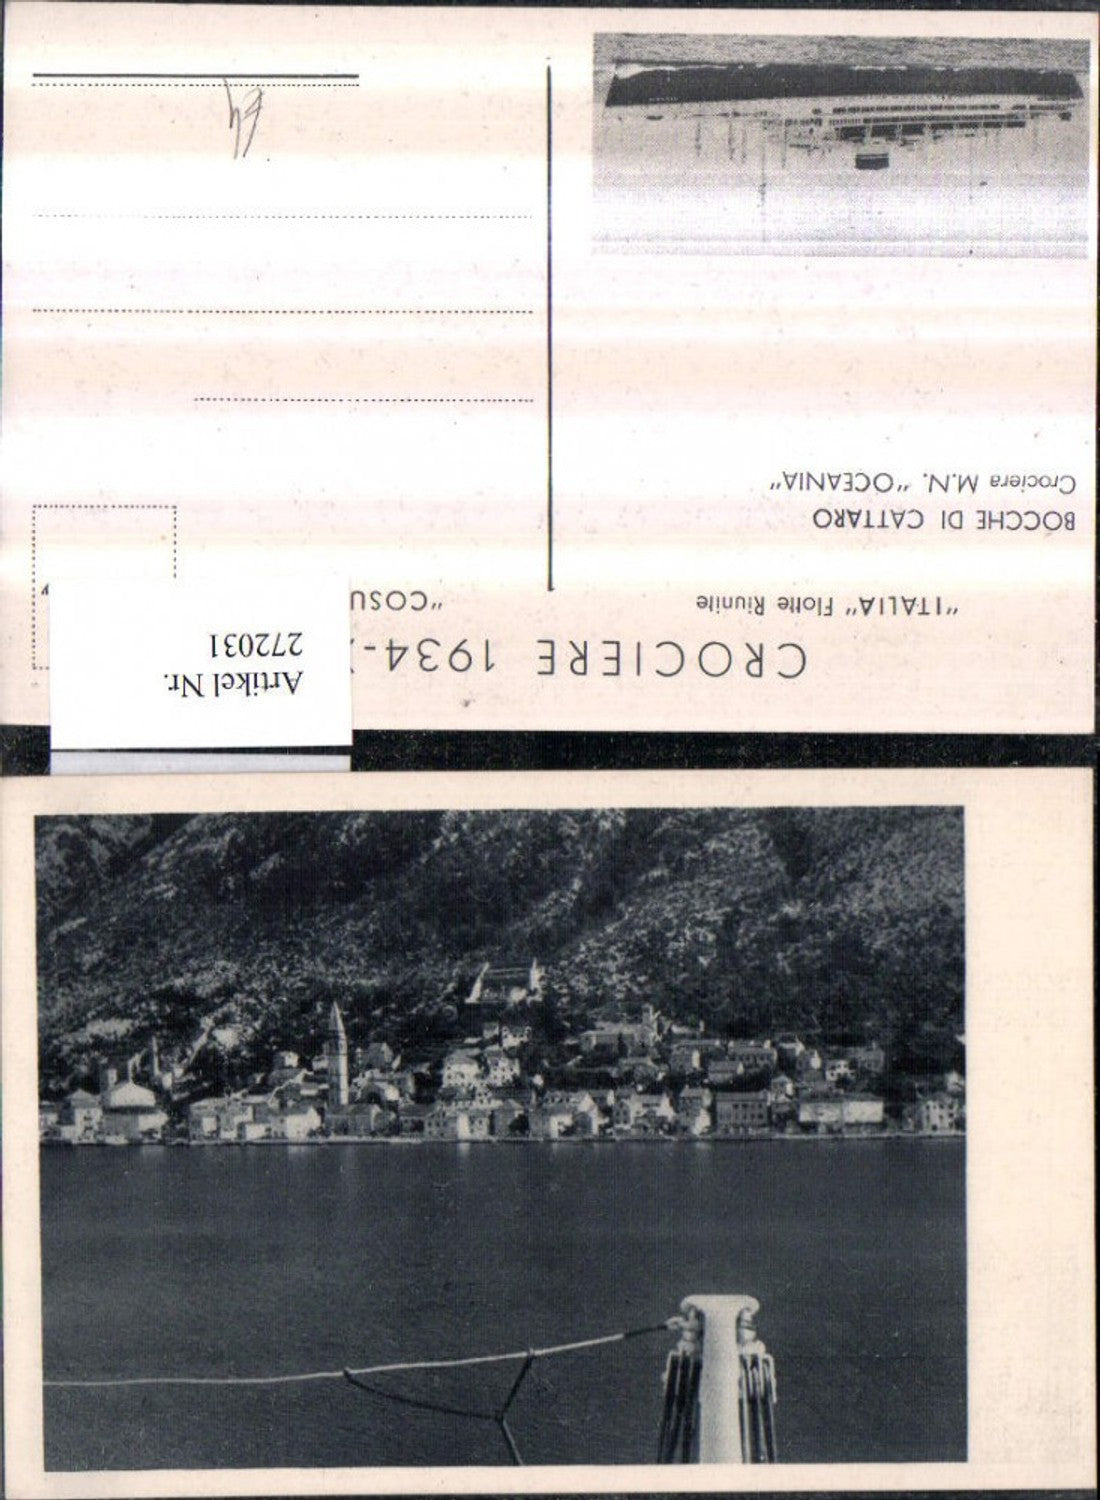 CROCIERE 1934-
"ITALIA" Flotte Riunite
"COSU
BOCCHE DI CATTARO
Crociera M.N. "OCEANIA"
Artikel Nr.
272031